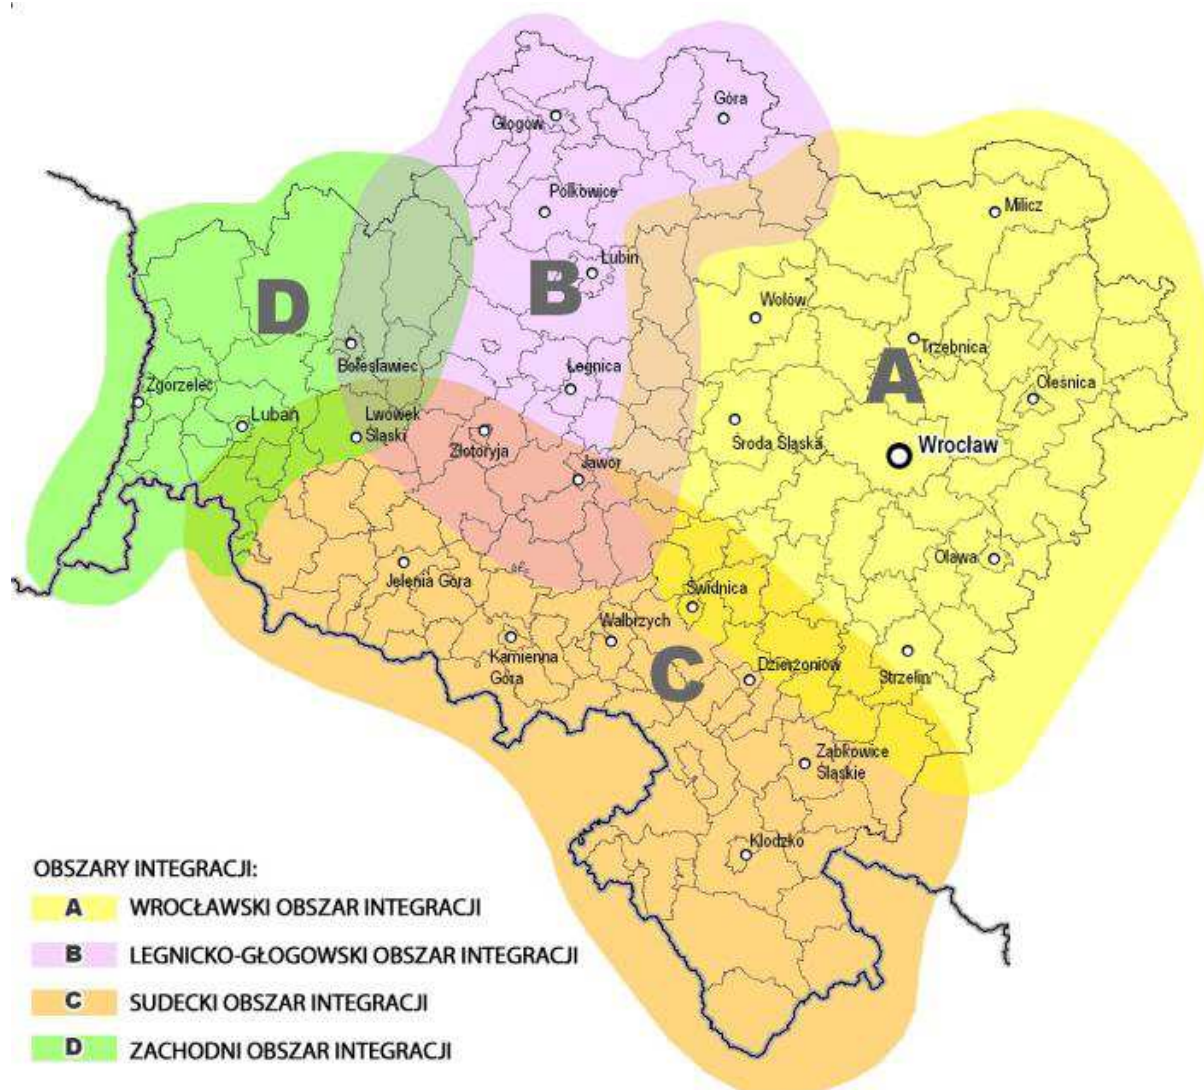 Góra
Głogów
Polkowice
Milicz
Lubin
D
B
Wołów
Bolesławiec
Trzebnica
Zgorzelec
Legnica
A
Oleśnica
Lubań
Lwówek
Śląski
Złotoryja
Środa Śląska
Wrocław
Jawor
Oława
Jelenia Góra
Świdnica
Wałbrzych
Kamienna
Góra
C
Dzierżoniów
Strzelin
Ząbkowice
Śląskie
Kłodzko
OBSZARY INTEGRACJI:
A WROCŁAWSKI OBSZAR INTEGRACJI
B LEGNICKO-GŁOGOWSKI OBSZAR INTEGRACJI
C SUDECKI OBSZAR INTEGRACJI
D ZACHODNI OBSZAR INTEGRACJI